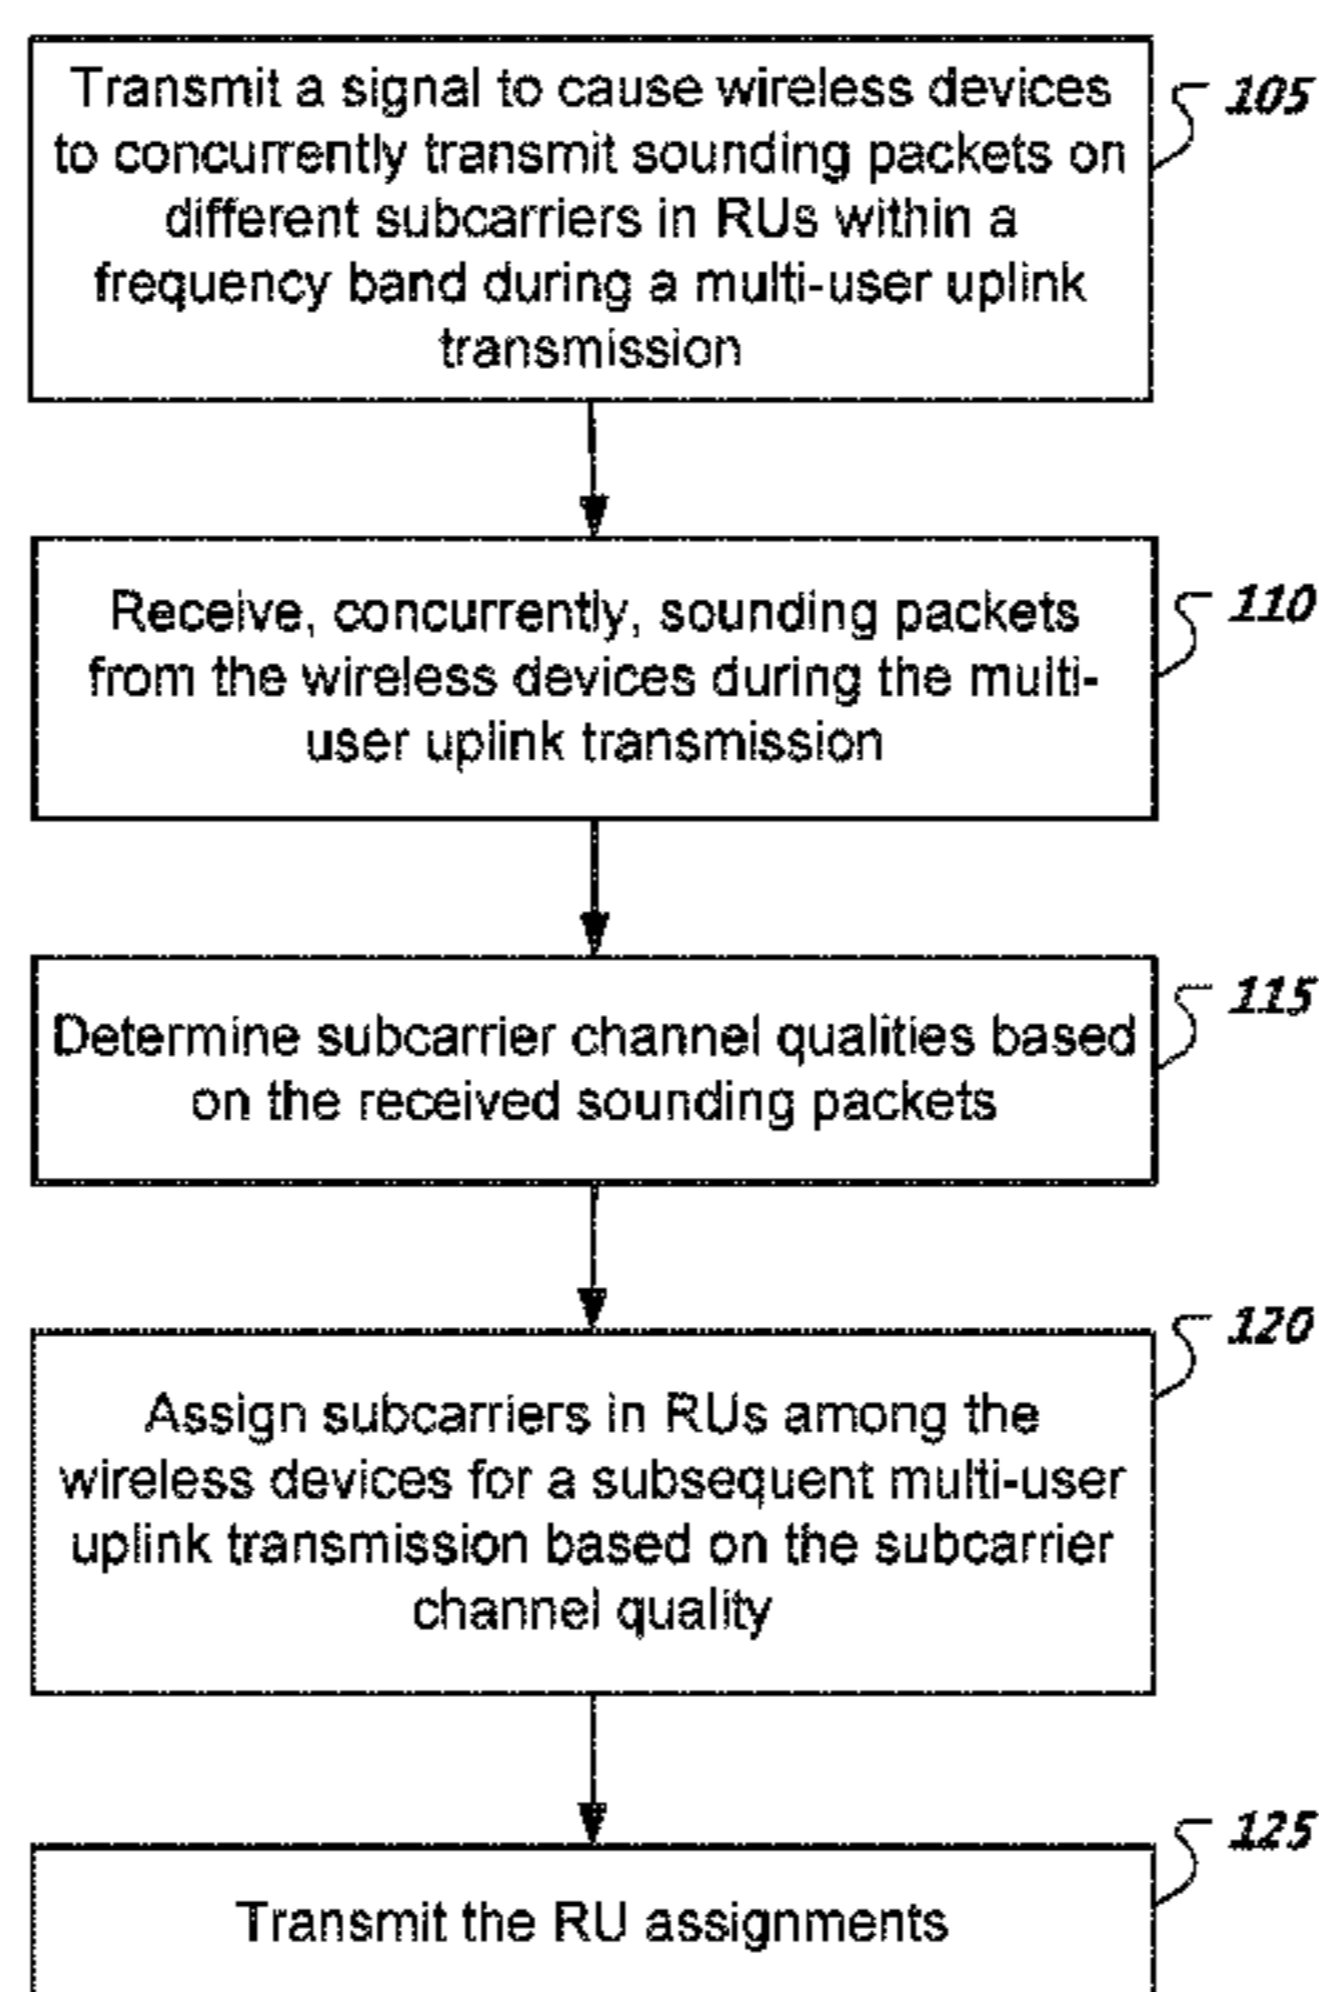 Transmit a signal to cause wireless devices
to concurrently transmit sounding packets on
different subcarriers in RUs within a
frequency band during a multi-user uplink
transmission
105
Receive, concurrently, sounding packets
from the wireless devices during the multi-
user uplink transmission
110
Determine subcarrier channel qualities based
on the received sounding packets
115
Assign subcarriers in RUs among the
wireless devices for a subsequent multi-user
uplink transmission based on the subcarrier
channel quality
120
Transmit the RU assignments
125